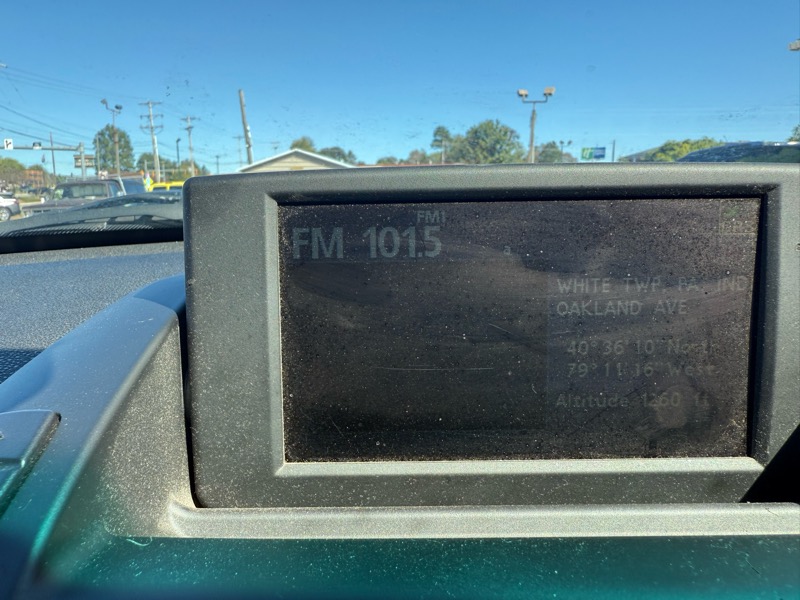 FM1
FM 101.5
WHITE TWP, PA, IND
OAKLAND AVE
40°36'10" North
79°11'16" West
Altitude 1260 ft